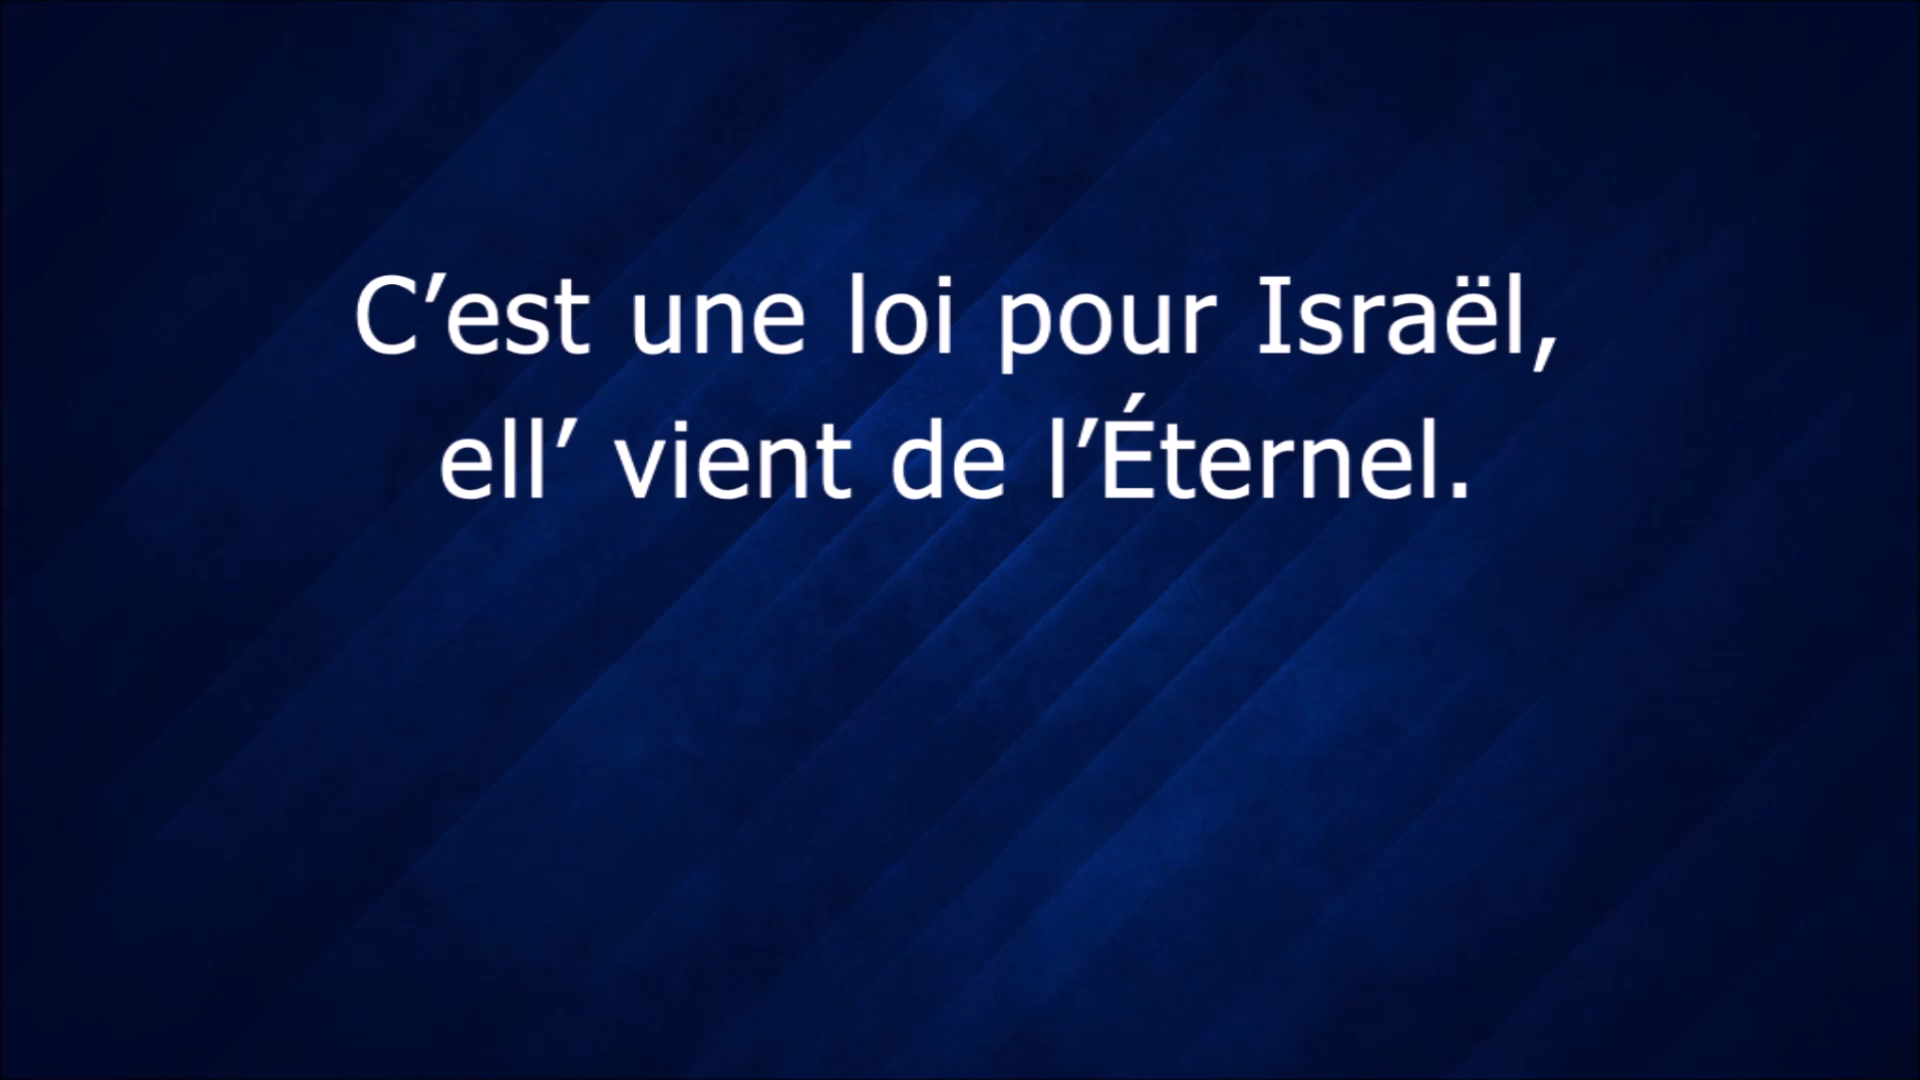 C’est une loi pour Israël,
ell’ vient de l’Éternel.